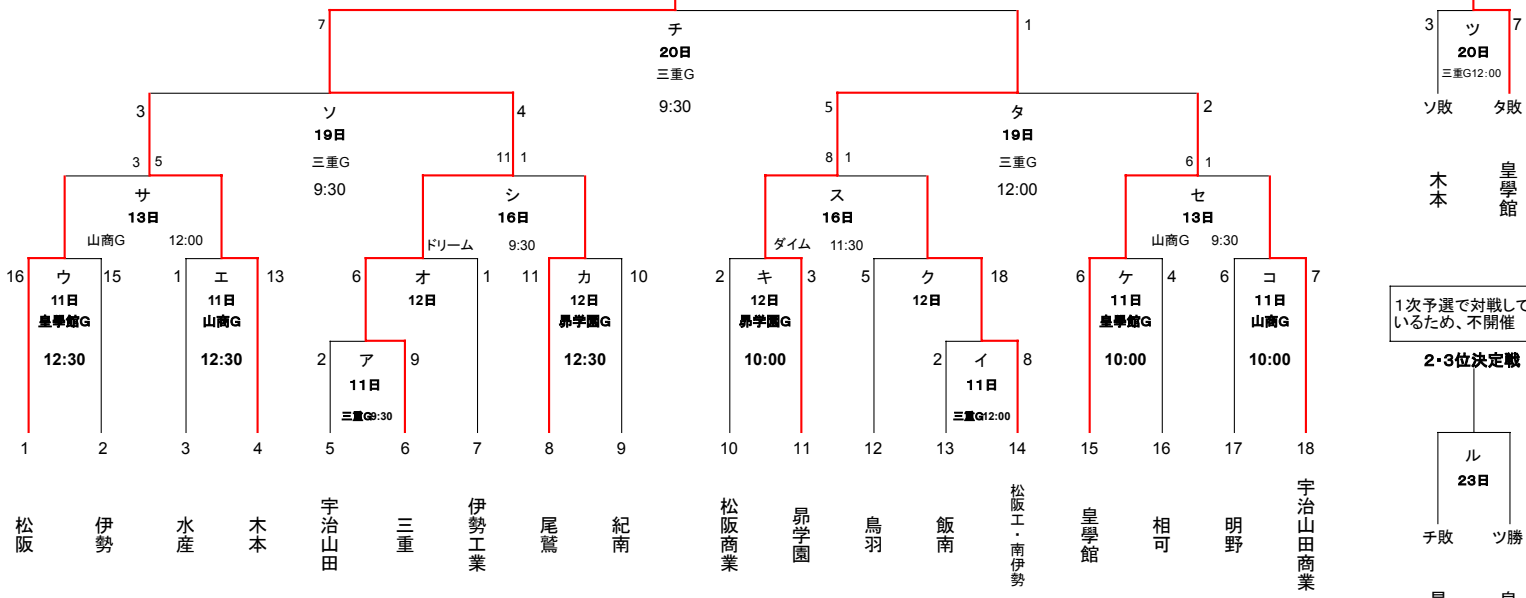 7 チ 1
20日
三重G
9:30
3 ツ 7
20日
三重G12:00
ソ敗 タ敗
木本 皇學館
3 ソ 4
19日
三重G
9:30
5 タ 2
19日
三重G
12:00
3 5
サ
13日
山商G 12:00
11 1
シ
16日
ドリーム 9:30
8 1
ス
16日
ダイム 11:30
6 1
セ
13日
山商G 9:30
16 ウ 15
11日
皇學館G
12:30
1 エ 13
11日
山商G
12:30
6 オ 1
12日
11 カ 10
12日
昴学園G
12:30
2 キ 3
12日
昴学園G
10:00
5 ク 18
12日
6 ケ 4
11日
皇學館G
10:00
6 コ 7
11日
山商G
10:00
2 ア 9
11日
三重G9:30
2 イ 8
11日
三重G12:00
1次予選で対戦して
いるため、不開催
2・3位決定戦
ル
23日
チ敗 ツ勝
1 2 3 4 5 6 7 8 9 10 11 12 13 14 15 16 17 18
松阪
伊勢
水産
木本
宇治山田
三重
伊勢工業
尾鷲
紀南
松阪商業
昴学園
鳥羽
飯南
松阪工・南伊勢
皇學館
相可
明野
宇治山田商業